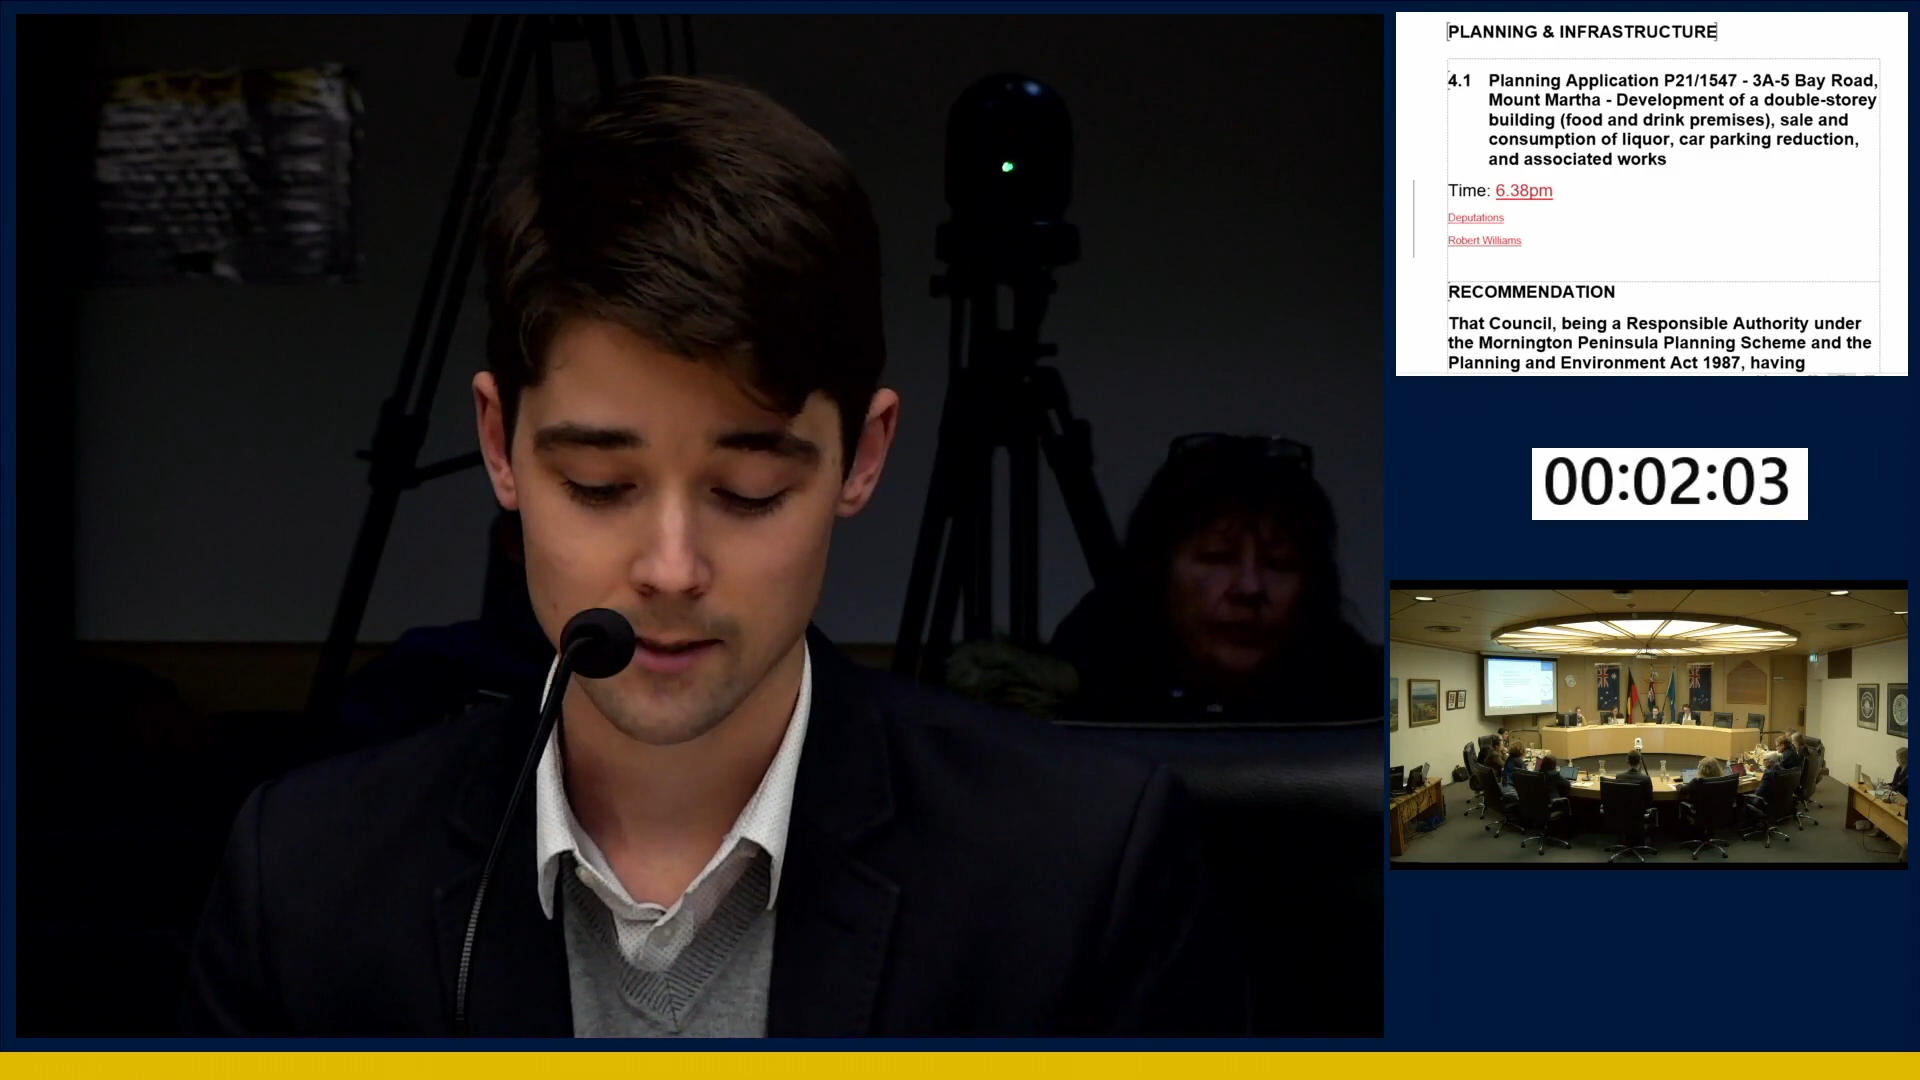 PLANNING & INFRASTRUCTURE
4.1 Planning Application P21/1547 - 3A-5 Bay Road,
Mount Martha - Development of a double-storey
building (food and drink premises), sale and
consumption of liquor, car parking reduction,
and associated works
Time: 6.38pm
Deputations
Robert Williams
RECOMMENDATION
That Council, being a Responsible Authority under
the Mornington Peninsula Planning Scheme and the
Planning and Environment Act 1987, having
00:02:03